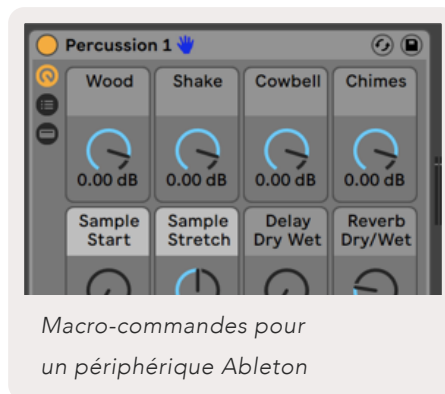 Percussion 1
Wood Shake Cowbell Chimes
0.00 dB 0.00 dB 0.00 dB 0.00 dB
Sample Sample Delay Reverb
Start Stretch Dry Wet Dry/Wet
Macro-commandes pour
un périphérique Ableton